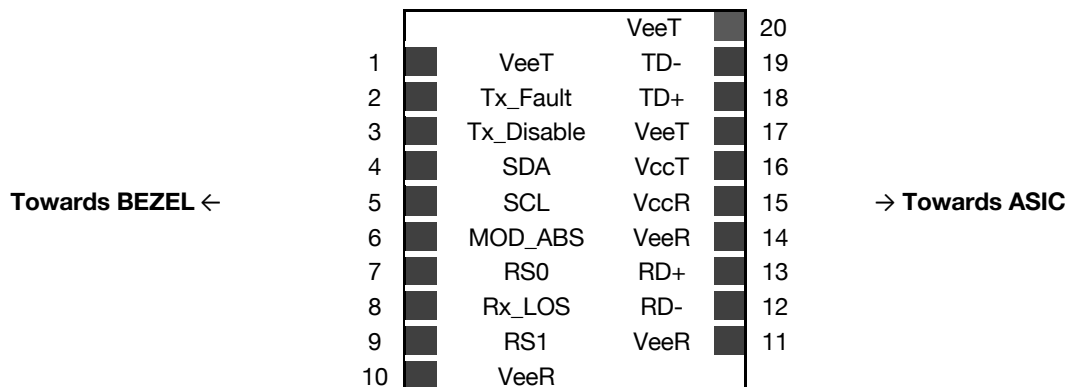 VeeT 20
1 VeeT TD- 19
2 Tx_Fault TD+ 18
3 Tx_Disable VeeT 17
4 SDA VccT 16
Towards BEZEL ← 5 SCL VccR 15 → Towards ASIC
6 MOD_ABS VeeR 14
7 RS0 RD+ 13
8 Rx_LOS RD- 12
9 RS1 VeeR 11
10 VeeR